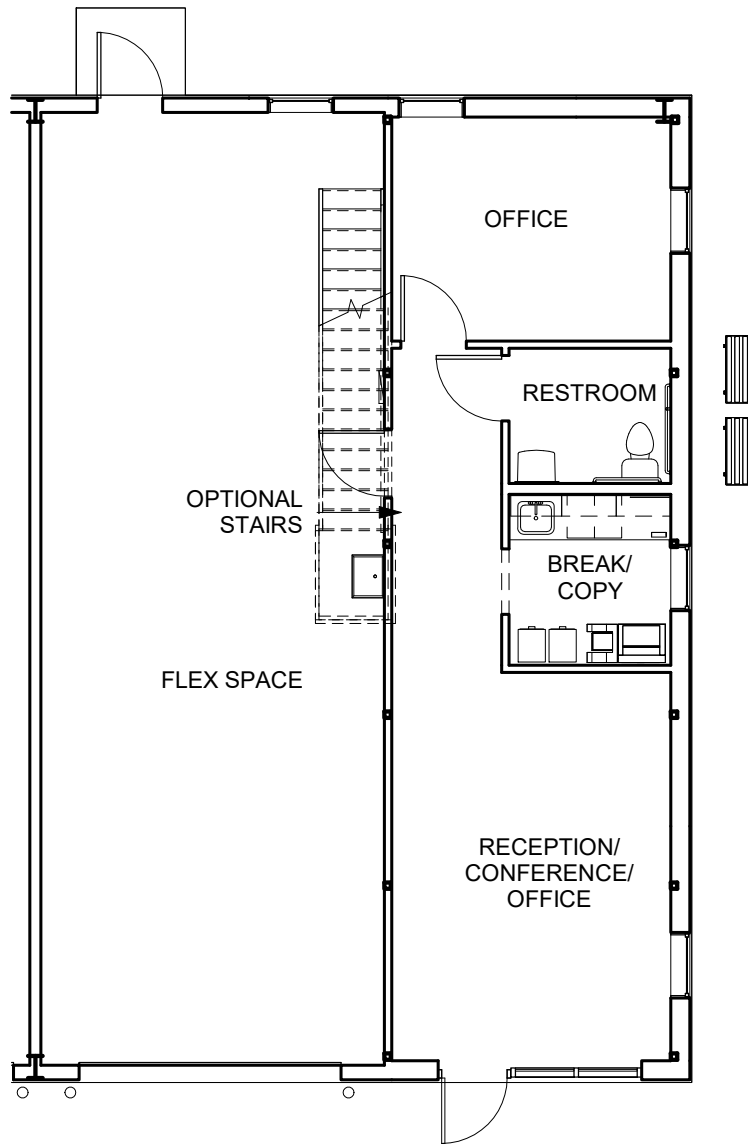 OFFICE
RESTROOM
OPTIONAL
STAIRS
BREAK/
COPY
FLEX SPACE
RECEPTION/
CONFERENCE/
OFFICE